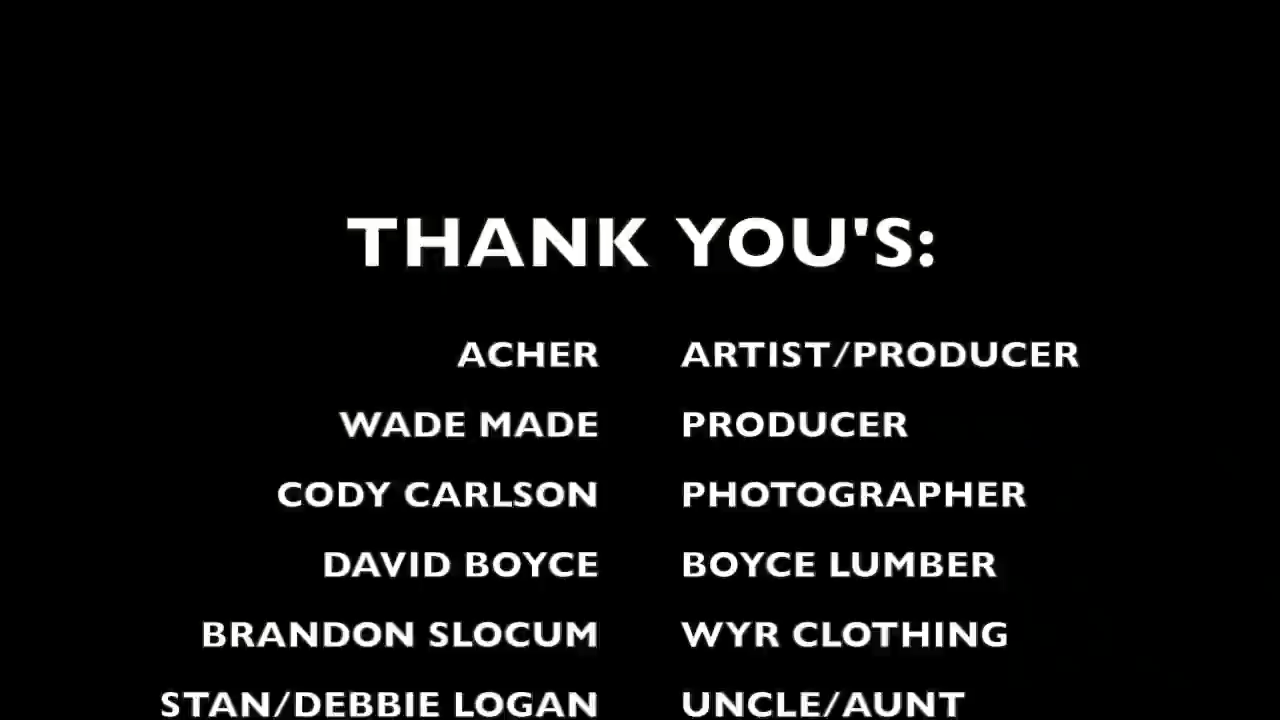 THANK YOU'S:
ACHER ARTIST/PRODUCER
WADE MADE PRODUCER
CODY CARLSON PHOTOGRAPHER
DAVID BOYCE BOYCE LUMBER
BRANDON SLOCUM WYR CLOTHING
STAN/DEBBIE LOGAN UNCLE/AUNT